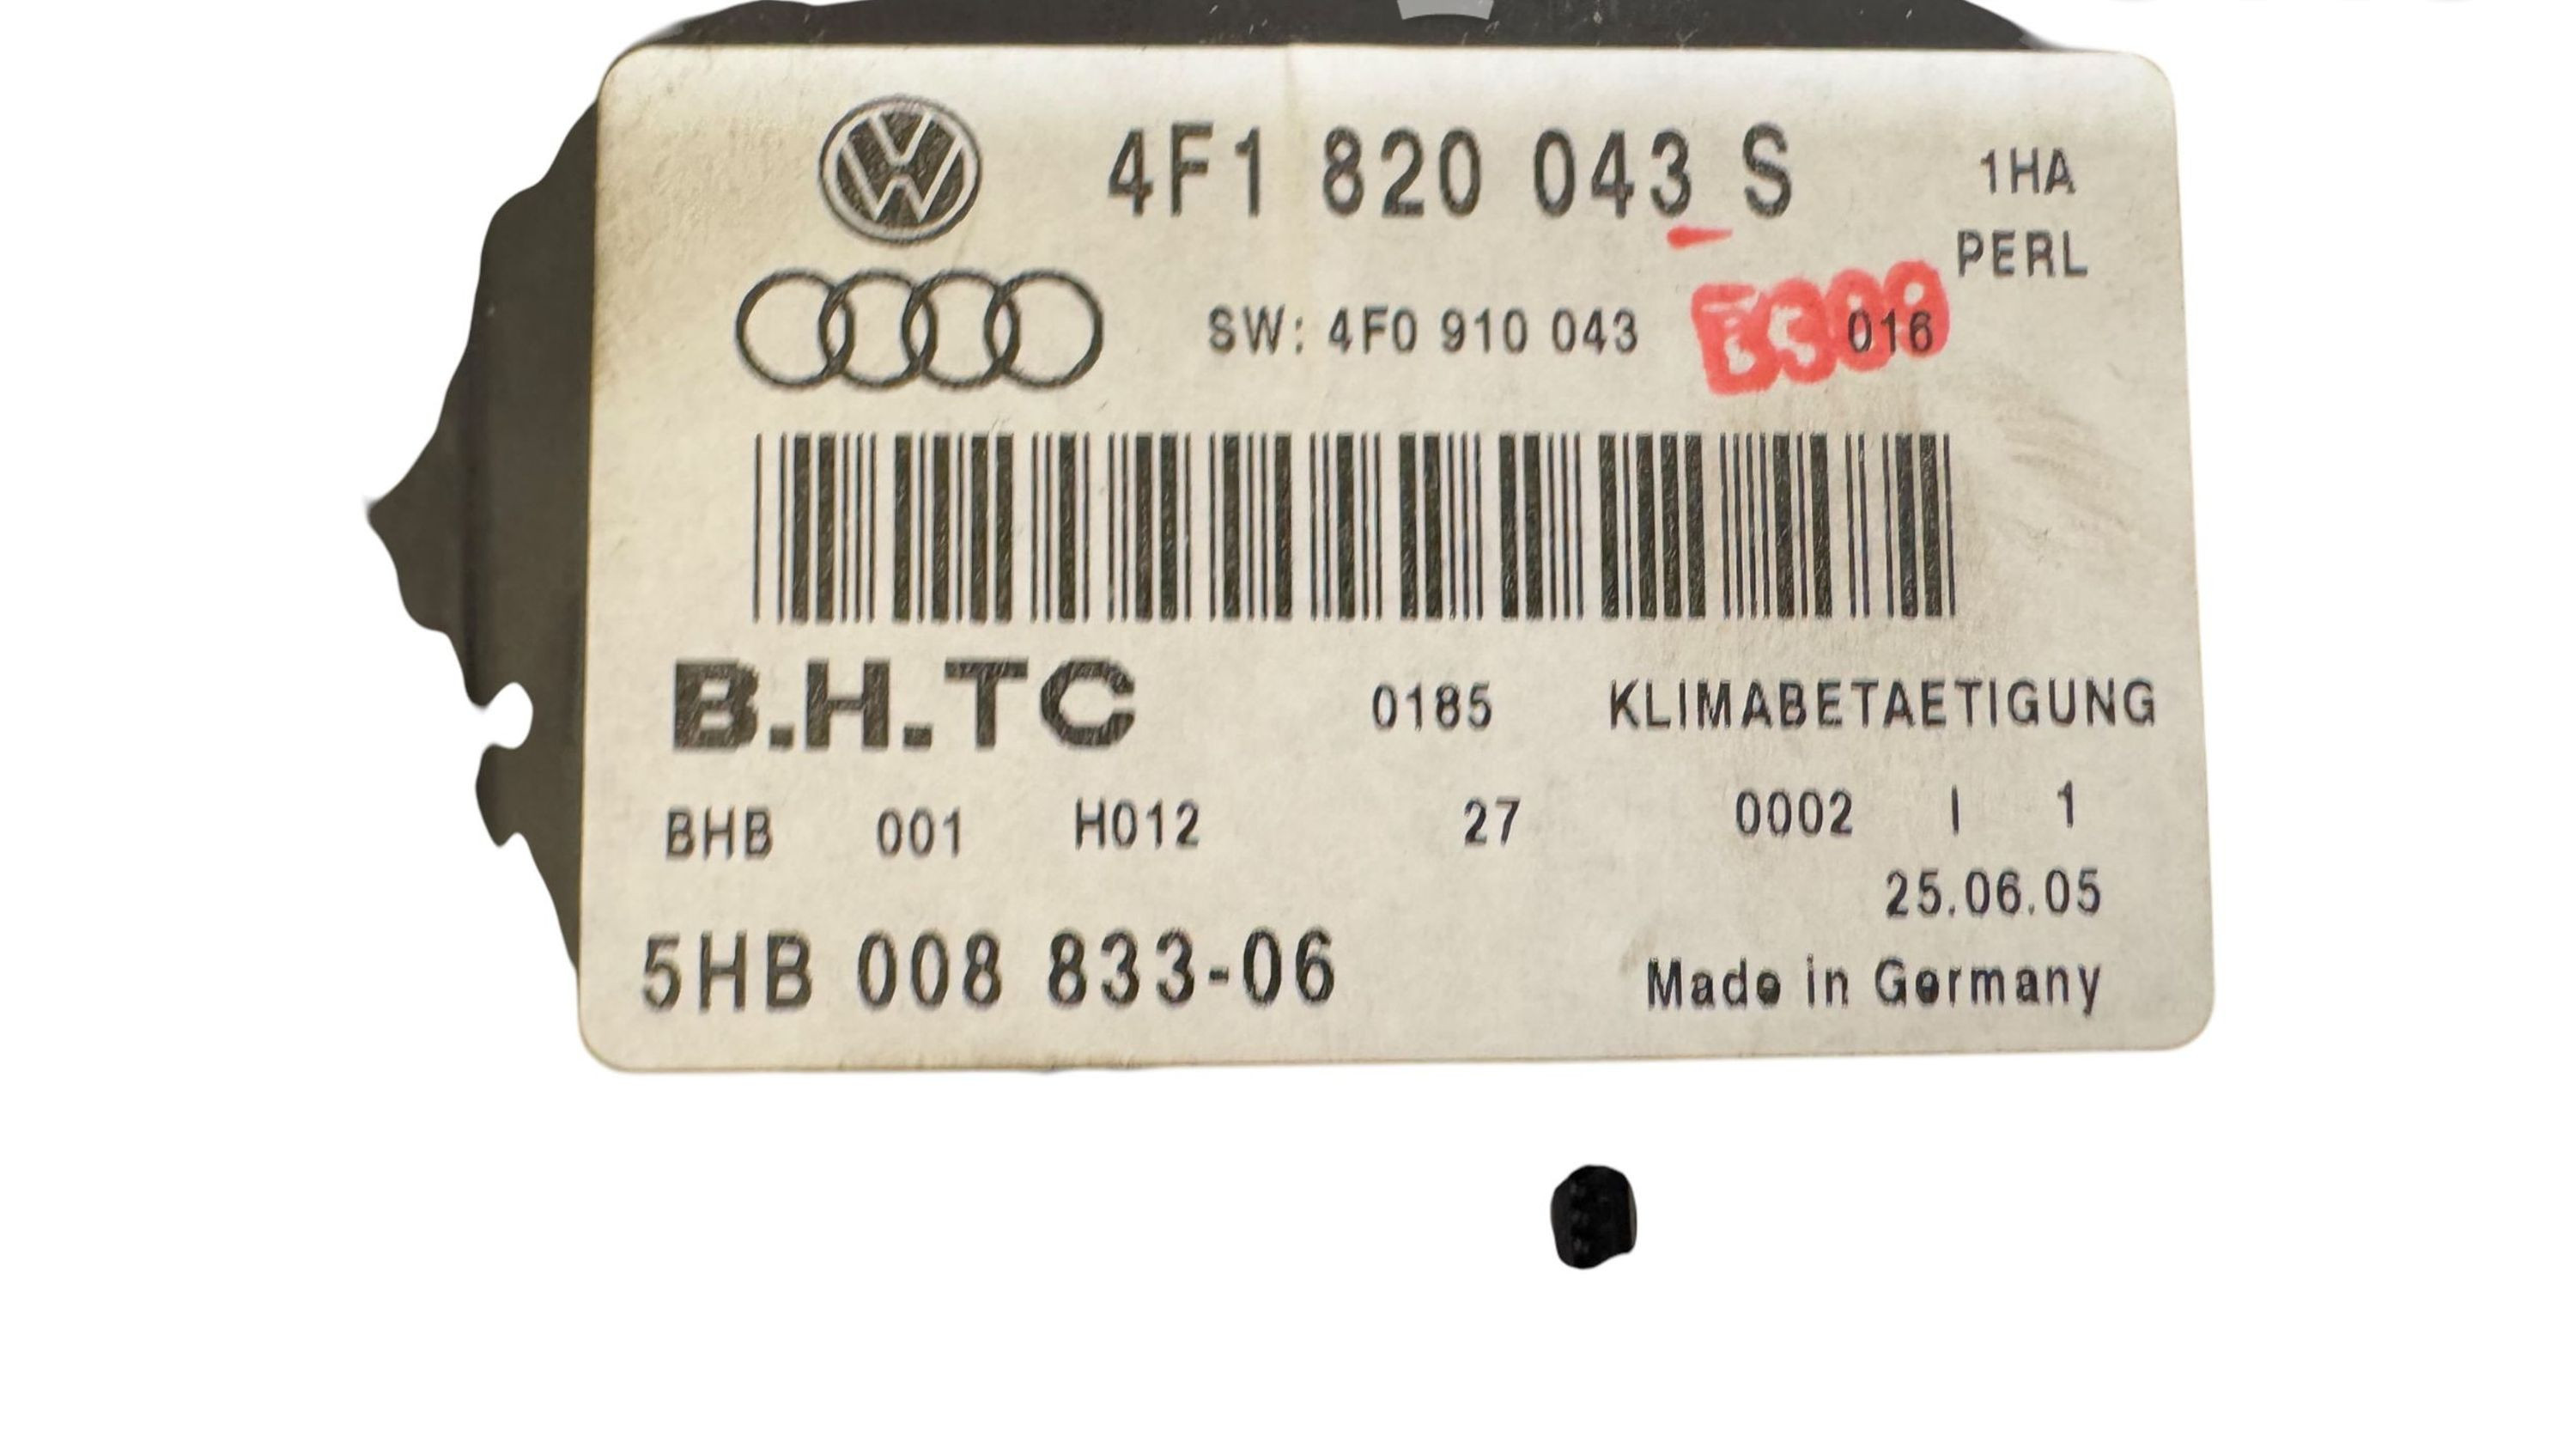 4F1 820 043 S 1HA
PERL
SW: 4F0 910 043 016
B.H.TC 0185 KLIMABETAETIGUNG
BHB 001 H012 27 0002 I 1
25.06.05
5HB 008 833-06 Made in Germany